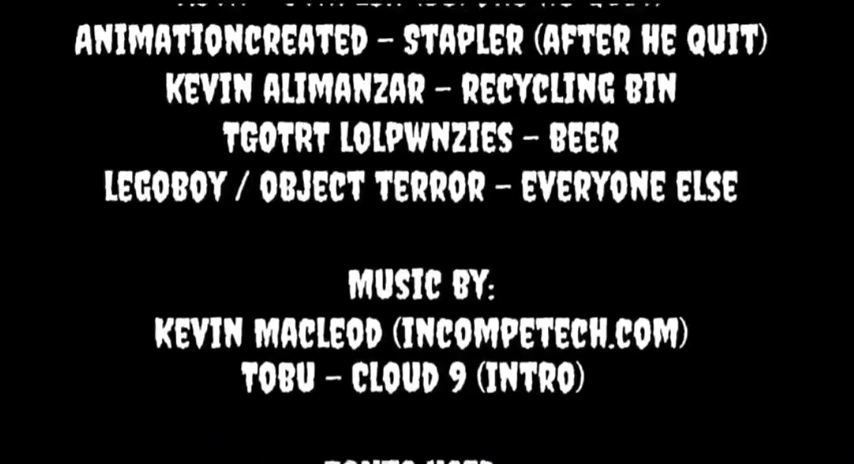 ANIMATIONCREATED – STAPLER (AFTER HE QUIT)
KEVIN ALIMANZAR – RECYCLING BIN
TGOTRT LOLPWNZIES – BEER
LEGOBOY / OBJECT TERROR – EVERYONE ELSE
MUSIC BY:
KEVIN MACLEOD (INCOMPETECH.COM)
TOBU – CLOUD 9 (INTRO)